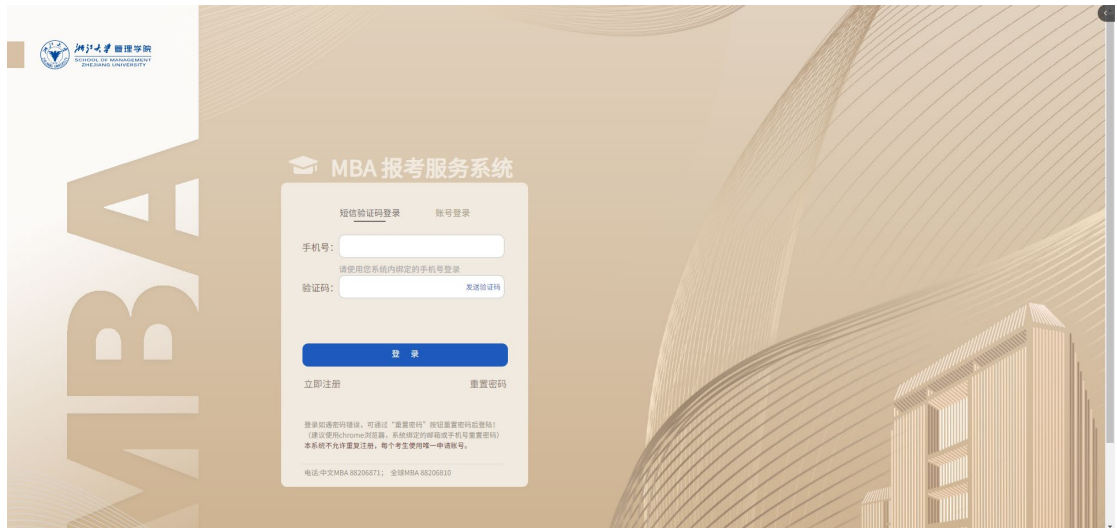 浙江大学 管理学院
SCHOOL OF MANAGEMENT
ZHEJIANG UNIVERSITY
MBA
MBA 报考服务系统
短信验证码登录 账号登录
手机号：
请使用您系统内绑定的手机号登录
验证码： 发送验证码
登 录
立即注册 重置密码
登录如遇密码错误，可通过“重置密码”按钮重置密码后登陆！
（建议使用chrome浏览器，系统绑定的邮箱或手机号重置密码）
本系统不允许重复注册，每个考生使用唯一申请账号。
电话:中文MBA 88206871； 全球MBA 88206810